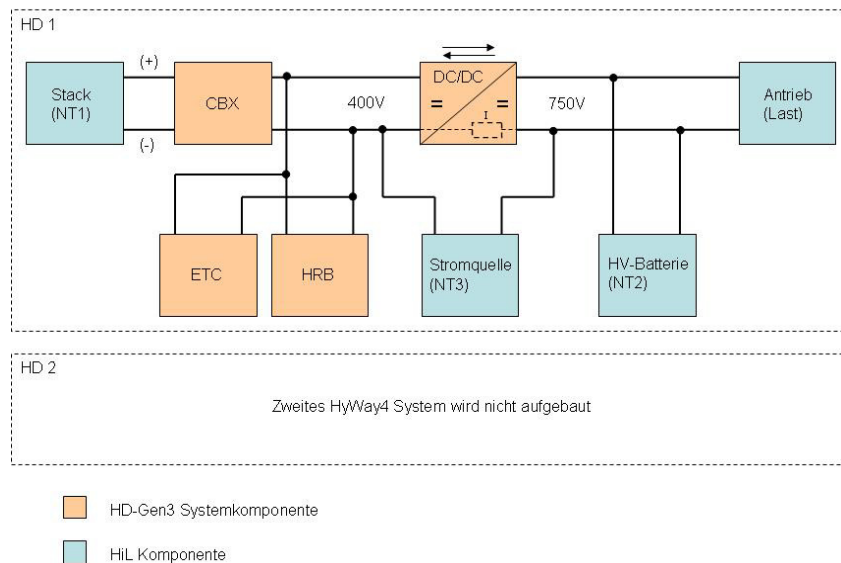 HD 1
Stack
(NT1)
(+)
(-)
CBX
400V
DC/DC
=
=
I
750V
Antrieb
(Last)
ETC
HRB
Stromquelle
(NT3)
HV-Batterie
(NT2)
HD 2
Zweites HyWay4 System wird nicht aufgebaut
HD-Gen3 Systemkomponente
HiL Komponente